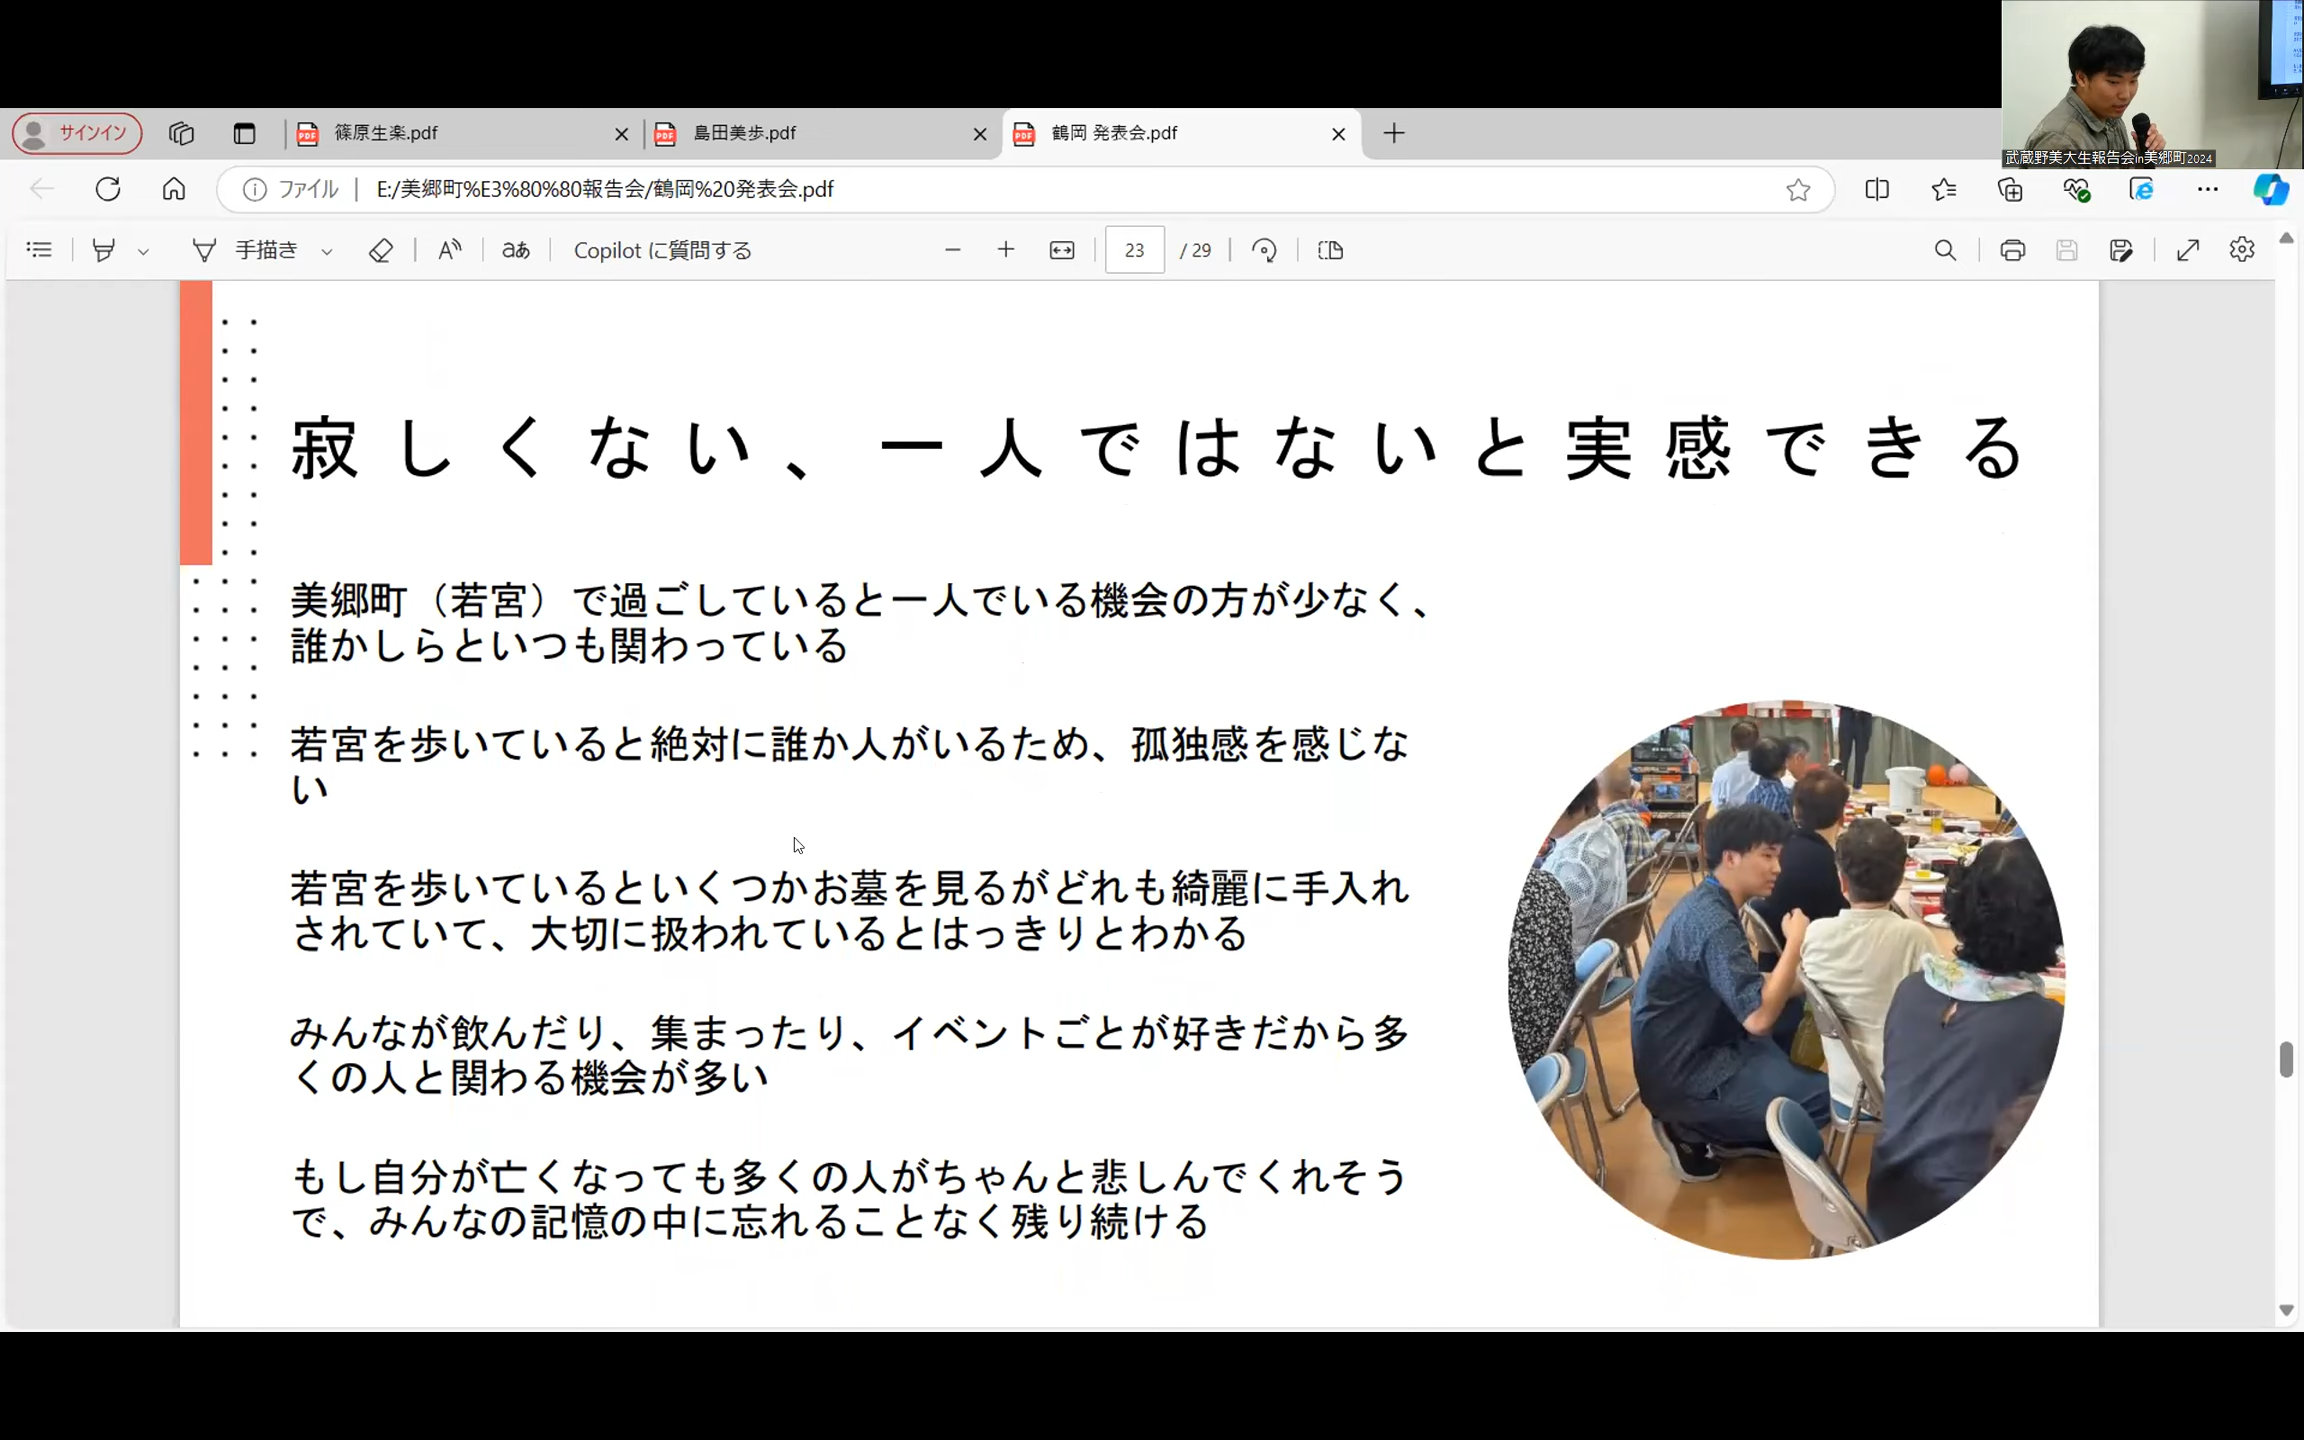 武蔵野美大生報告会in美郷町2024
サインイン
篠原生楽.pdf
島田美歩.pdf
鶴岡 発表会.pdf
ファイル
E:/美郷町%E3%80%80報告会/鶴岡%20発表会.pdf
手描き
aあ
Copilot に質問する
23
/ 29
寂しくない、一人ではないと実感できる
美郷町（若宮）で過ごしていると一人でいる機会の方が少なく、
誰かしらといつも関わっている
若宮を歩いていると絶対に誰か人がいるため、孤独感を感じな
い
若宮を歩いているといくつかお墓を見るがどれも綺麗に手入れ
されていて、大切に扱われているとはっきりとわかる
みんなが飲んだり、集まったり、イベントごとが好きだから多
くの人と関わる機会が多い
もし自分が亡くなっても多くの人がちゃんと悲しんでくれそう
で、みんなの記憶の中に忘れることなく残り続ける